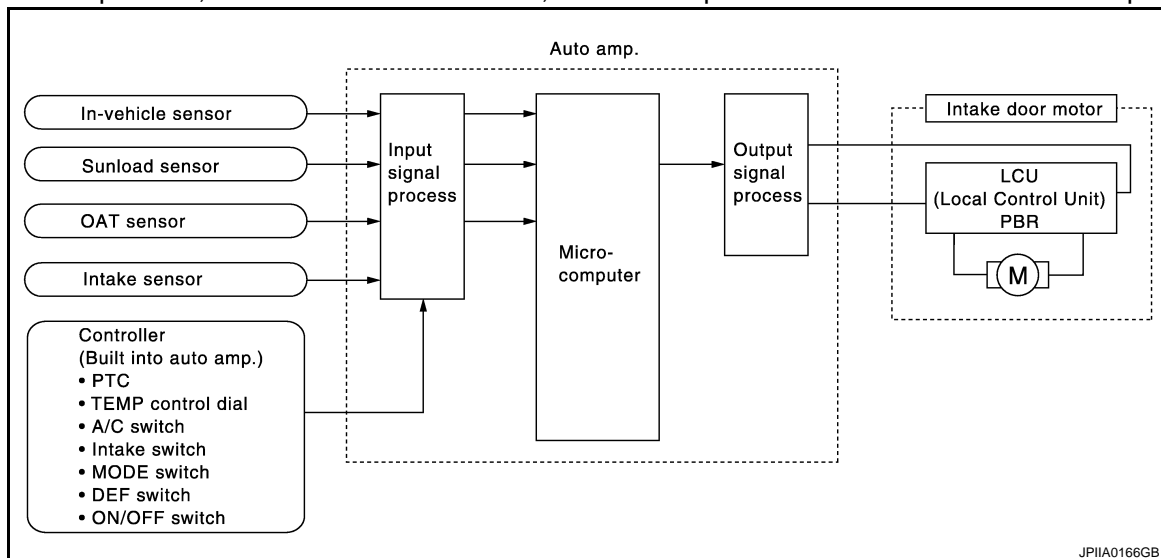 Auto amp.
In-vehicle sensor
Sunload sensor
OAT sensor
Intake sensor
Controller
(Built into auto amp.)
• PTC
• TEMP control dial
• A/C switch
• Intake switch
• MODE switch
• DEF switch
• ON/OFF switch
Input
signal
process
Micro-
computer
Output
signal
process
Intake door motor
LCU
(Local Control Unit)
PBR
M
JPIIA0166GB